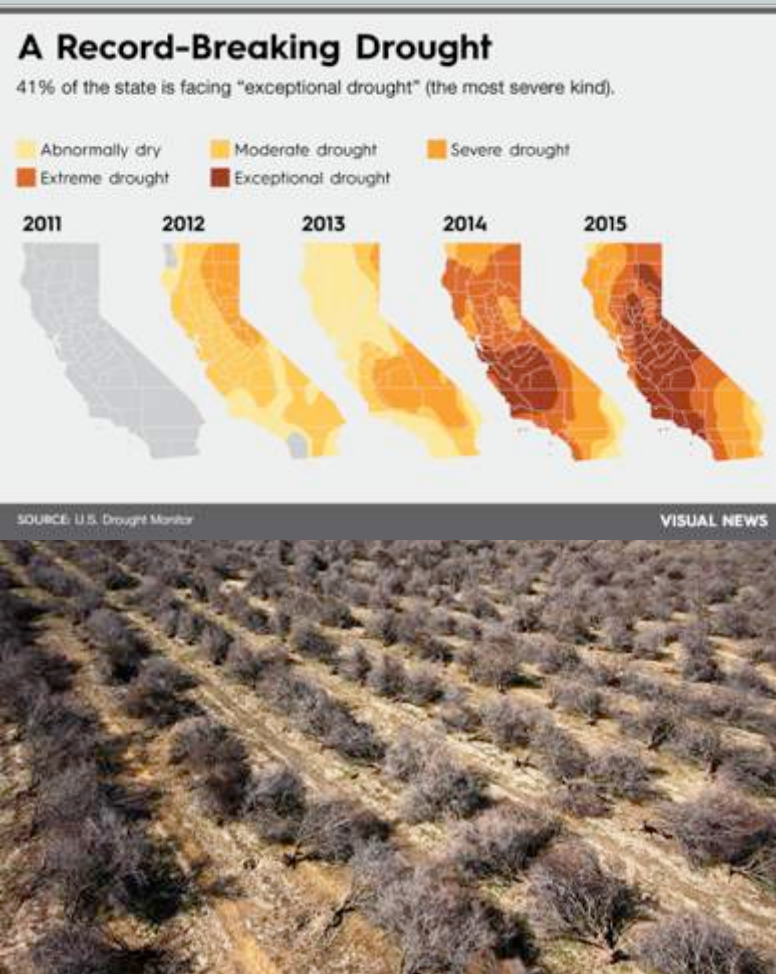 A Record-Breaking Drought
41% of the state is facing “exceptional drought” (the most severe kind).
Abnormally dry Moderate drought Severe drought
Extreme drought Exceptional drought
2011 2012 2013 2014 2015
SOURCE: U.S. Drought Monitor VISUAL NEWS